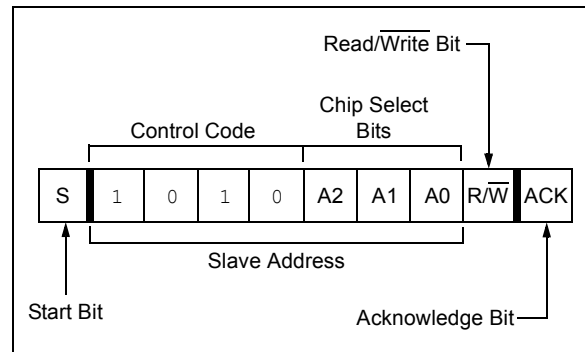 Read/Write Bit
Chip Select
Control Code Bits
S 1 0 1 0 A2 A1 A0 R/W ACK
Slave Address
Start Bit
Acknowledge Bit